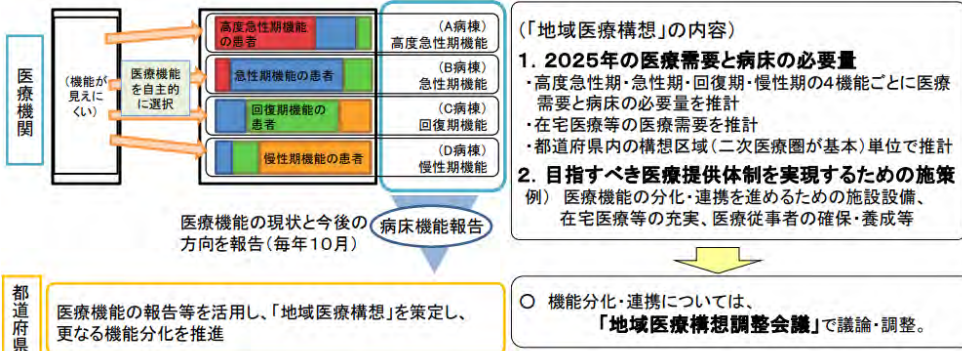 医療機関
(機能が
見えに
くい)
医療機能
を自主的
に選択
高度急性期機能
の患者
急性期機能の患者
回復期機能の
患者
慢性期機能の患者
(A病棟)
高度急性期機能
(B病棟)
急性期機能
(C病棟)
回復期機能
(D病棟)
慢性期機能
医療機能の現状と今後の
方向を報告(毎年10月)
病床機能報告
都道府県
医療機能の報告等を活用し、「地域医療構想」を策定し、
更なる機能分化を推進
(「地域医療構想」の内容)
1. 2025年の医療需要と病床の必要量
・高度急性期・急性期・回復期・慢性期の4機能ごとに医療
需要と病床の必要量を推計
・在宅医療等の医療需要を推計
・都道府県内の構想区域(二次医療圏が基本)単位で推計
2. 目指すべき医療提供体制を実現するための施策
例) 医療機能の分化・連携を進めるための施設設備、
在宅医療等の充実、医療従事者の確保・養成等
○ 機能分化・連携については、
「地域医療構想調整会議」で議論・調整。